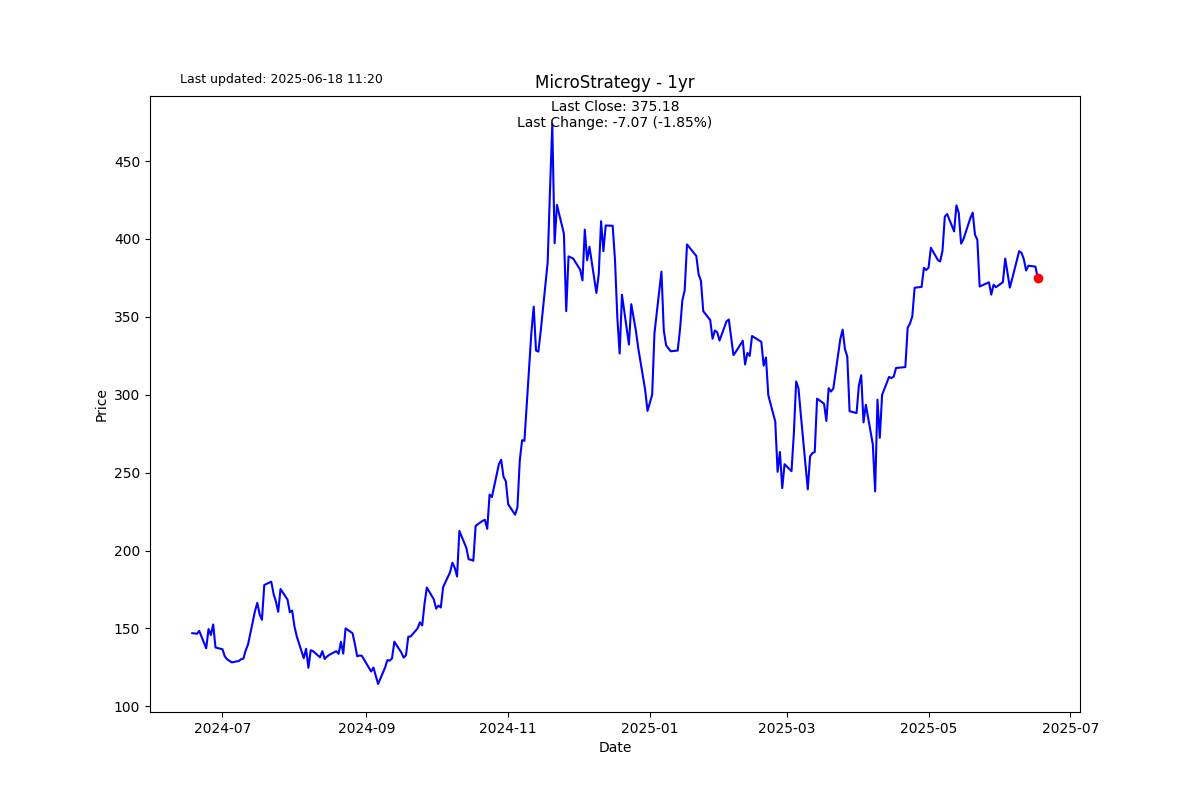 Last updated: 2025-06-18 11:20
MicroStrategy - 1yr
Last Close: 375.18
Last Change: -7.07 (-1.85%)
450
400
350
300
250
200
150
100
Price
2024-07
2024-09
2024-11
2025-01
2025-03
2025-05
2025-07
Date